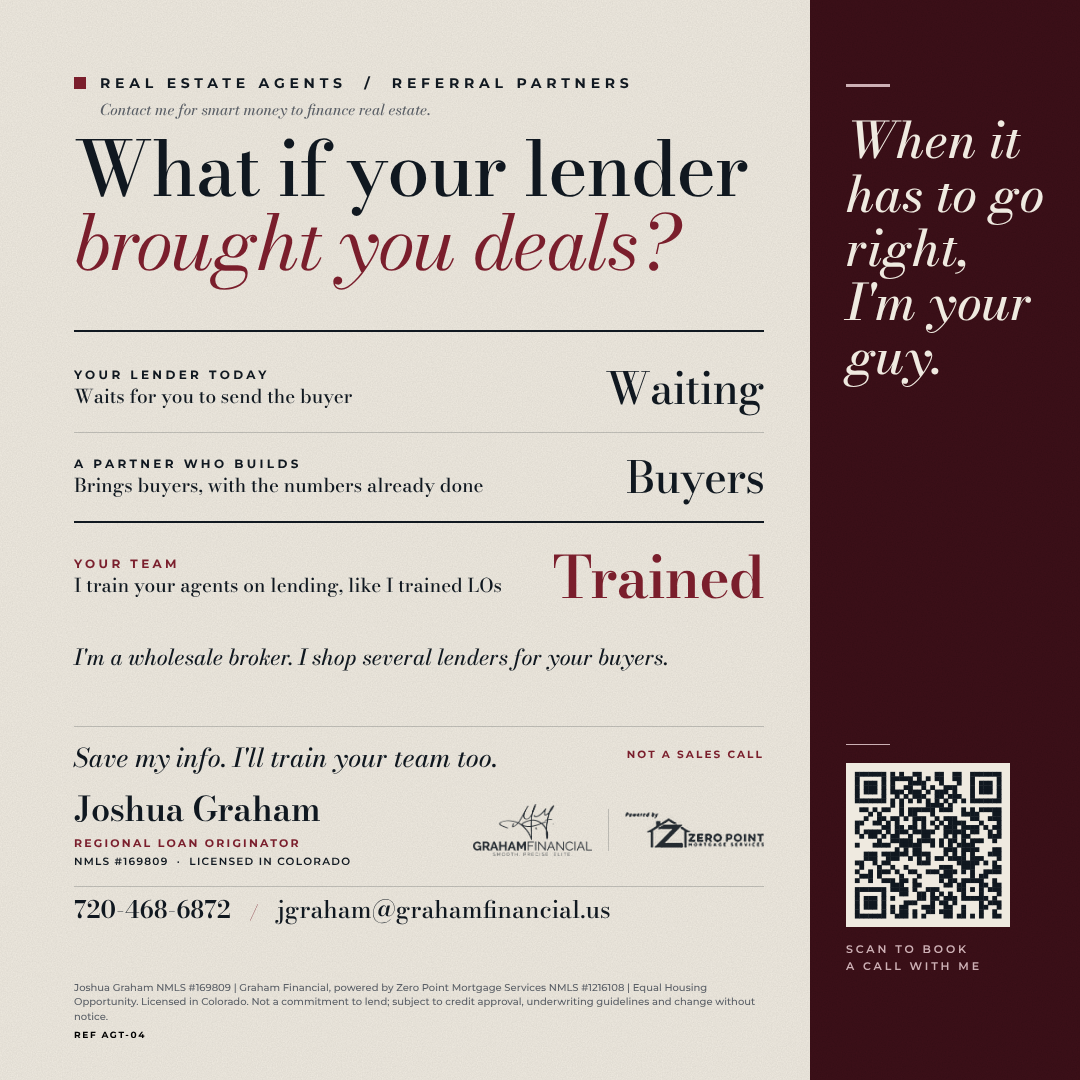 REAL ESTATE AGENTS / REFERRAL PARTNERS
Contact me for smart money to finance real estate.
What if your lender
brought you deals?
YOUR LENDER TODAY
Waits for you to send the buyer
Waiting
A PARTNER WHO BUILDS
Brings buyers, with the numbers already done
Buyers
YOUR TEAM
I train your agents on lending, like I trained LOs
Trained
I'm a wholesale broker. I shop several lenders for your buyers.
Save my info. I'll train your team too.
NOT A SALES CALL
Joshua Graham
REGIONAL LOAN ORIGINATOR
NMLS #169809 · LICENSED IN COLORADO
GRAHAMFINANCIAL
SMOOTH. PRECISE. ELITE.
Powered by
ZERO POINT
MORTGAGE SERVICES
720-468-6872 / jgraham@grahamfinancial.us
Joshua Graham NMLS #169809 | Graham Financial, powered by Zero Point Mortgage Services NMLS #1216108 | Equal Housing
Opportunity. Licensed in Colorado. Not a commitment to lend; subject to credit approval, underwriting guidelines and change without
notice.
REF AGT-04
When it
has to go
right,
I'm your
guy.
SCAN TO BOOK
A CALL WITH ME